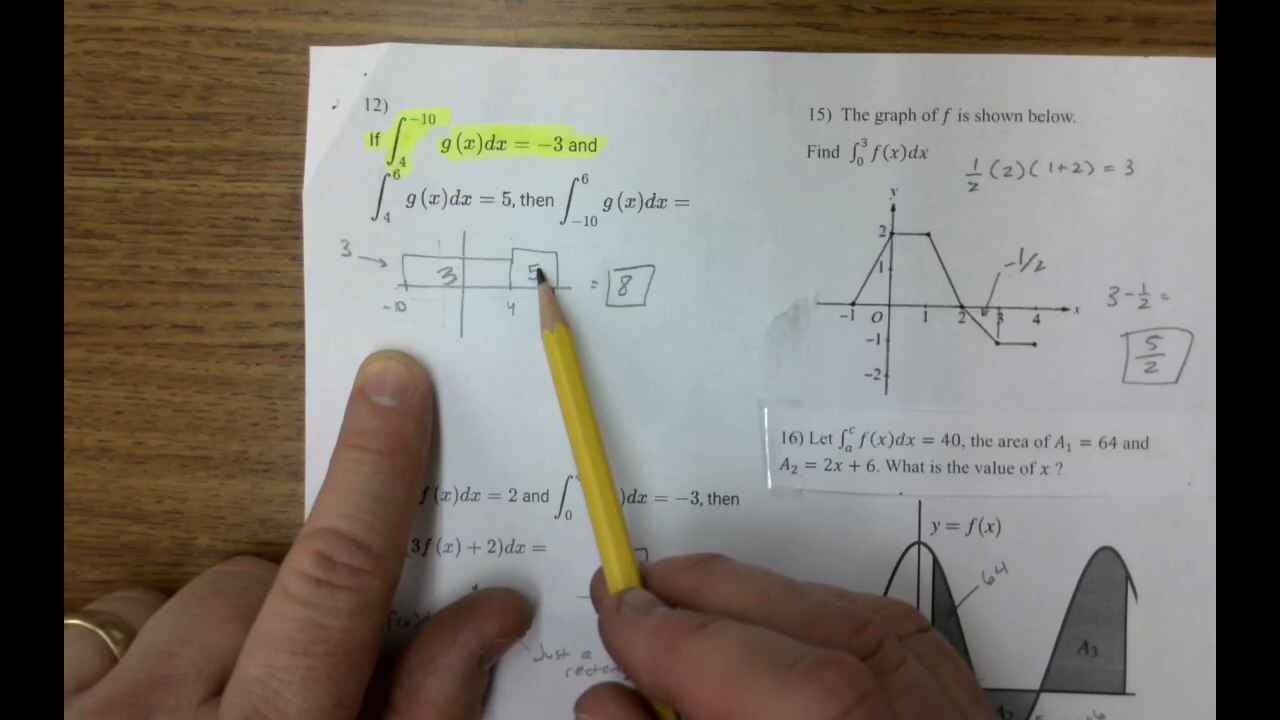 12)
If ∫₄⁻¹⁰ g(x)dx = −3 and
∫₄⁶ g(x)dx = 5, then ∫₋₁₀⁶ g(x)dx =
3 → 3 5 = 8
-10 4
f(x)dx = 2 and ∫₀ )dx = −3, then
3f(x) + 2)dx =
Just a
15) The graph of f is shown below.
Find ∫₀³ f(x)dx
1/2 (2)(1+2) = 3
y
2
1
-1/2
−1 O 1 2 3 4 x
−1
−2
3 - 1/2 =
5/2
16) Let ∫ₐᶜ f(x)dx = 40, the area of A₁ = 64 and
A₂ = 2x + 6. What is the value of x ?
y = f(x)
64
A₃